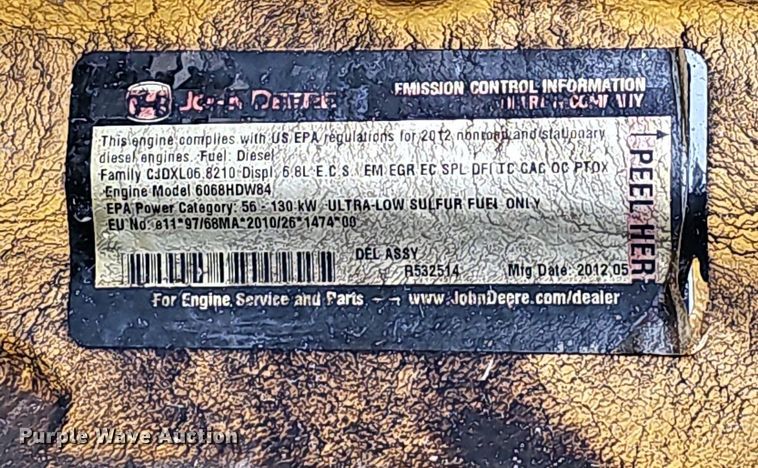 JOHN DEERE
EMISSION CONTROL INFORMATION
DEERE & COMPANY
This engine complies with US EPA regulations for 2012 nonroad and stationary
diesel engines. Fuel: Diesel
Family CJDXL06.8210 Displ. 6.8L E.C.S. EM EGR EC SPL DFI TC CAC OC PTOX
Engine Model 6068HDW84
EPA Power Category: 56 - 130 kW ULTRA-LOW SULFUR FUEL ONLY
EU No: e11*97/68MA*2010/26*1474*00
DEL ASSY
R532514 Mfg Date: 2012.05
For Engine Service and Parts www.JohnDeere.com/dealer
PEEL HER
Purple Wave Auction